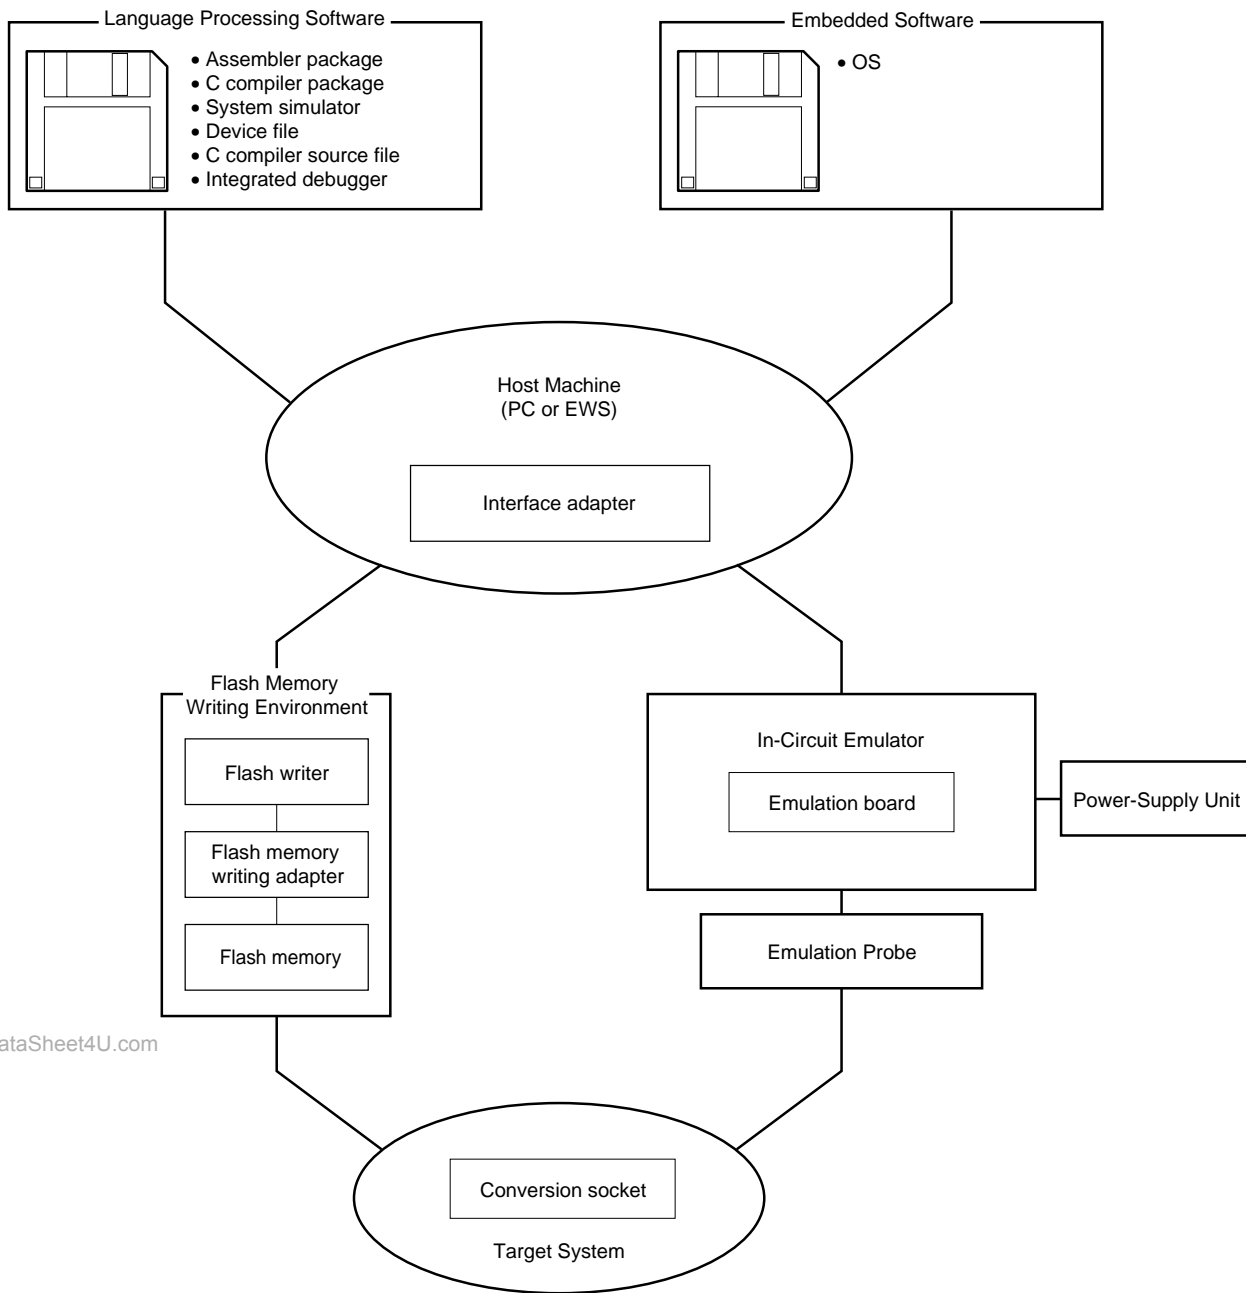 Language Processing Software
• Assembler package
• C compiler package
• System simulator
• Device file
• C compiler source file
• Integrated debugger
Embedded Software
• OS
Host Machine
(PC or EWS)
Interface adapter
Flash Memory
Writing Environment
Flash writer
Flash memory
writing adapter
Flash memory
In-Circuit Emulator
Emulation board
Power-Supply Unit
Emulation Probe
ataSheet4U.com
Conversion socket
Target System